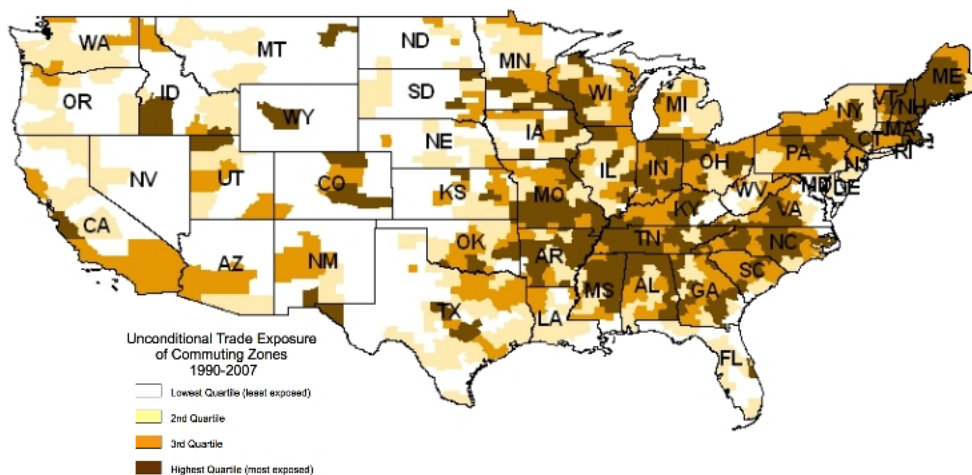 WA
MT
ND
MN
ME
OR
ID
SD
WI
MI
VT
NH
NY
MA
WY
IA
CT
RI
NE
PA
NJ
NV
UT
CO
IL
IN
OH
MD
DE
WV
CA
KS
MO
KY
VA
AZ
NM
OK
AR
TN
NC
SC
TX
LA
MS
AL
GA
FL
Unconditional Trade Exposure
of Commuting Zones
1990-2007
Lowest Quartile (least exposed)
2nd Quartile
3rd Quartile
Highest Quartile (most exposed)